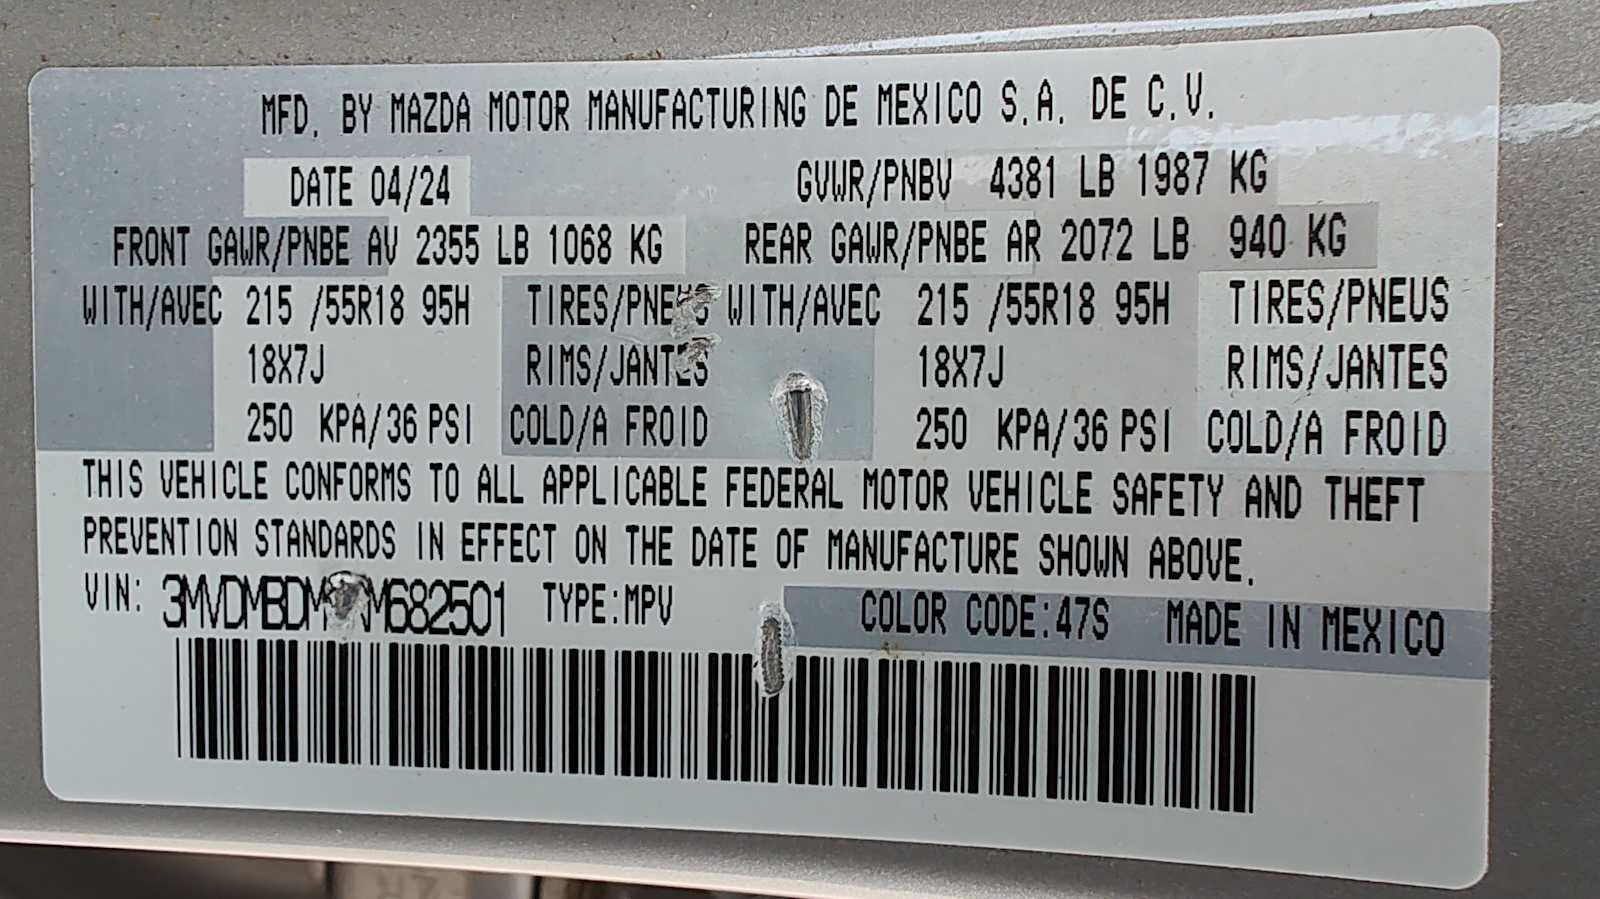 MFD. BY MAZDA MOTOR MANUFACTURING DE MEXICO S.A. DE C.V.
DATE 04/24 GVWR/PNBV 4381 LB 1987 KG
FRONT GAWR/PNBE AV 2355 LB 1068 KG REAR GAWR/PNBE AR 2072 LB 940 KG
WITH/AVEC 215 /55R18 95H TIRES/PNEUS WITH/AVEC 215 /55R18 95H TIRES/PNEUS
18X7J RIMS/JANTES 18X7J RIMS/JANTES
250 KPA/36 PSI COLD/A FROID 250 KPA/36 PSI COLD/A FROID
THIS VEHICLE CONFORMS TO ALL APPLICABLE FEDERAL MOTOR VEHICLE SAFETY AND THEFT
PREVENTION STANDARDS IN EFFECT ON THE DATE OF MANUFACTURE SHOWN ABOVE.
VIN: TYPE:MPV COLOR CODE:47S MADE IN MEXICO